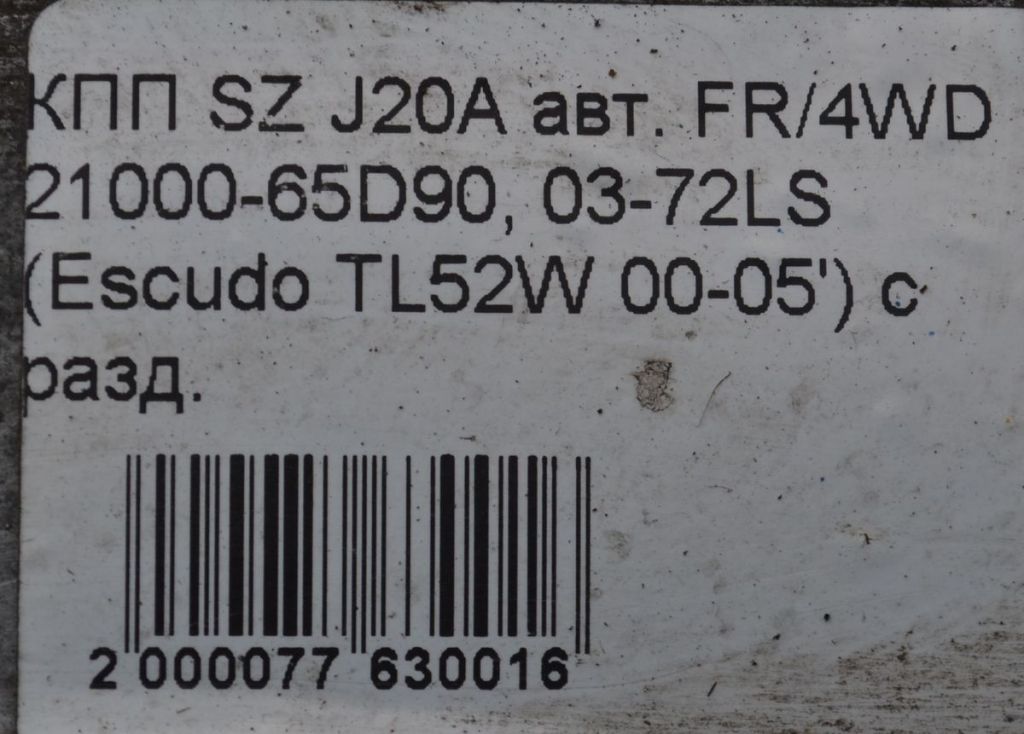 КПП SZ J20A авт. FR/4WD
21000-65D90, 03-72LS
(Escudo TL52W 00-05') с
разд.
2 000077 630016